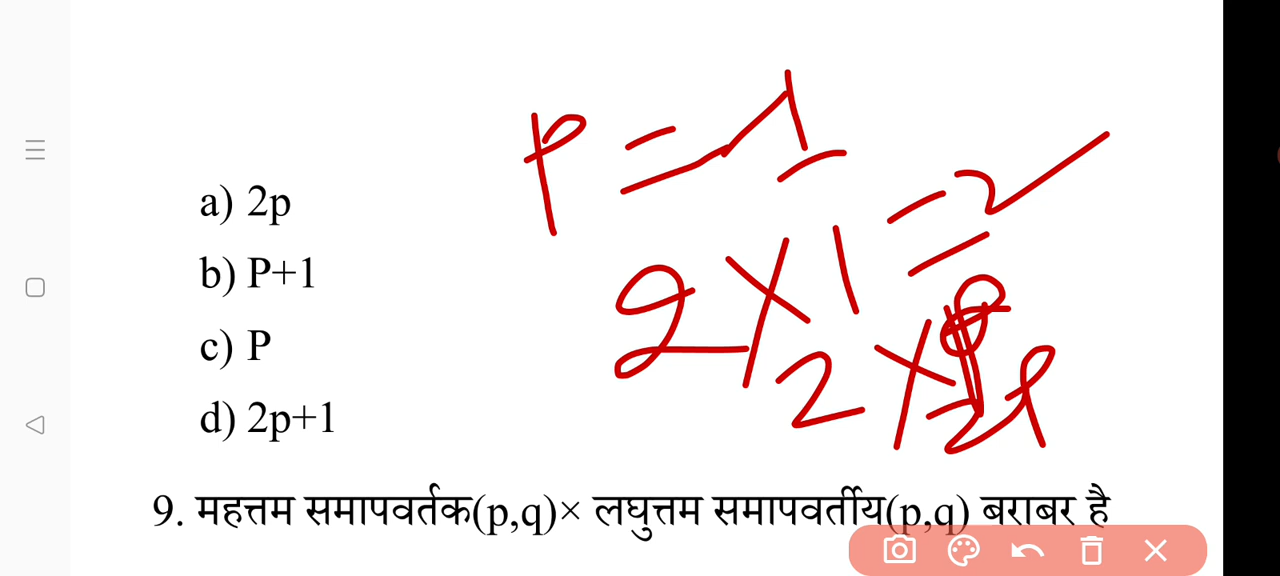 p = 1
a) 2p
= 2
b) P+1
2 × 1
c) P
2 ×
d) 2p+1
9. महत्तम समापवर्तक(p,q)× लघुत्तम समापवर्तीय(p,q) बराबर है